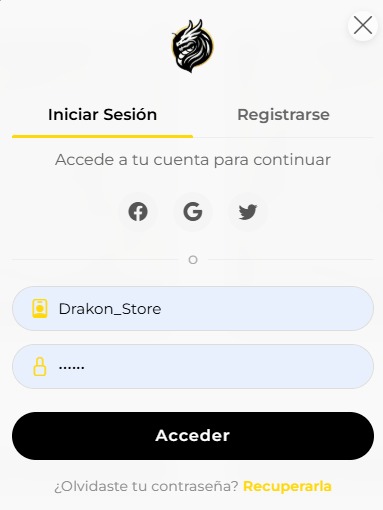 Iniciar Sesión Registrarse
Accede a tu cuenta para continuar
O
Drakon_Store
••••••
Acceder
¿Olvidaste tu contraseña? Recuperarla